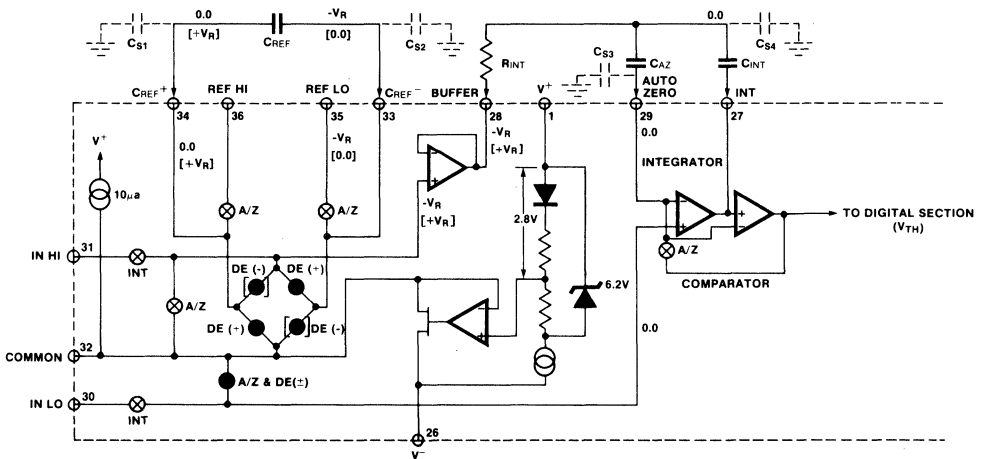 0.0 -VR 0.0
[+VR] CREF [0.0]
CS1 CS2 CS3 CS4
RINT CAZ CINT
AUTO
CREF+ REF HI REF LO CREF- BUFFER V+ ZERO INT
34 36 35 33 28 1 29 27
0.0 -VR -VR 0.0
[+VR] [0.0] [+VR]
V+ INTEGRATOR
10µa
-VR
[+VR]
A/Z A/Z 2.8V
TO DIGITAL SECTION
(VTH)
31
IN HI
INT A/Z
DE (-) DE (+) COMPARATOR
A/Z 6.2V
DE (+) DE (-) 0.0
32
COMMON
A/Z & DE(±)
30
IN LO
INT
26
V-